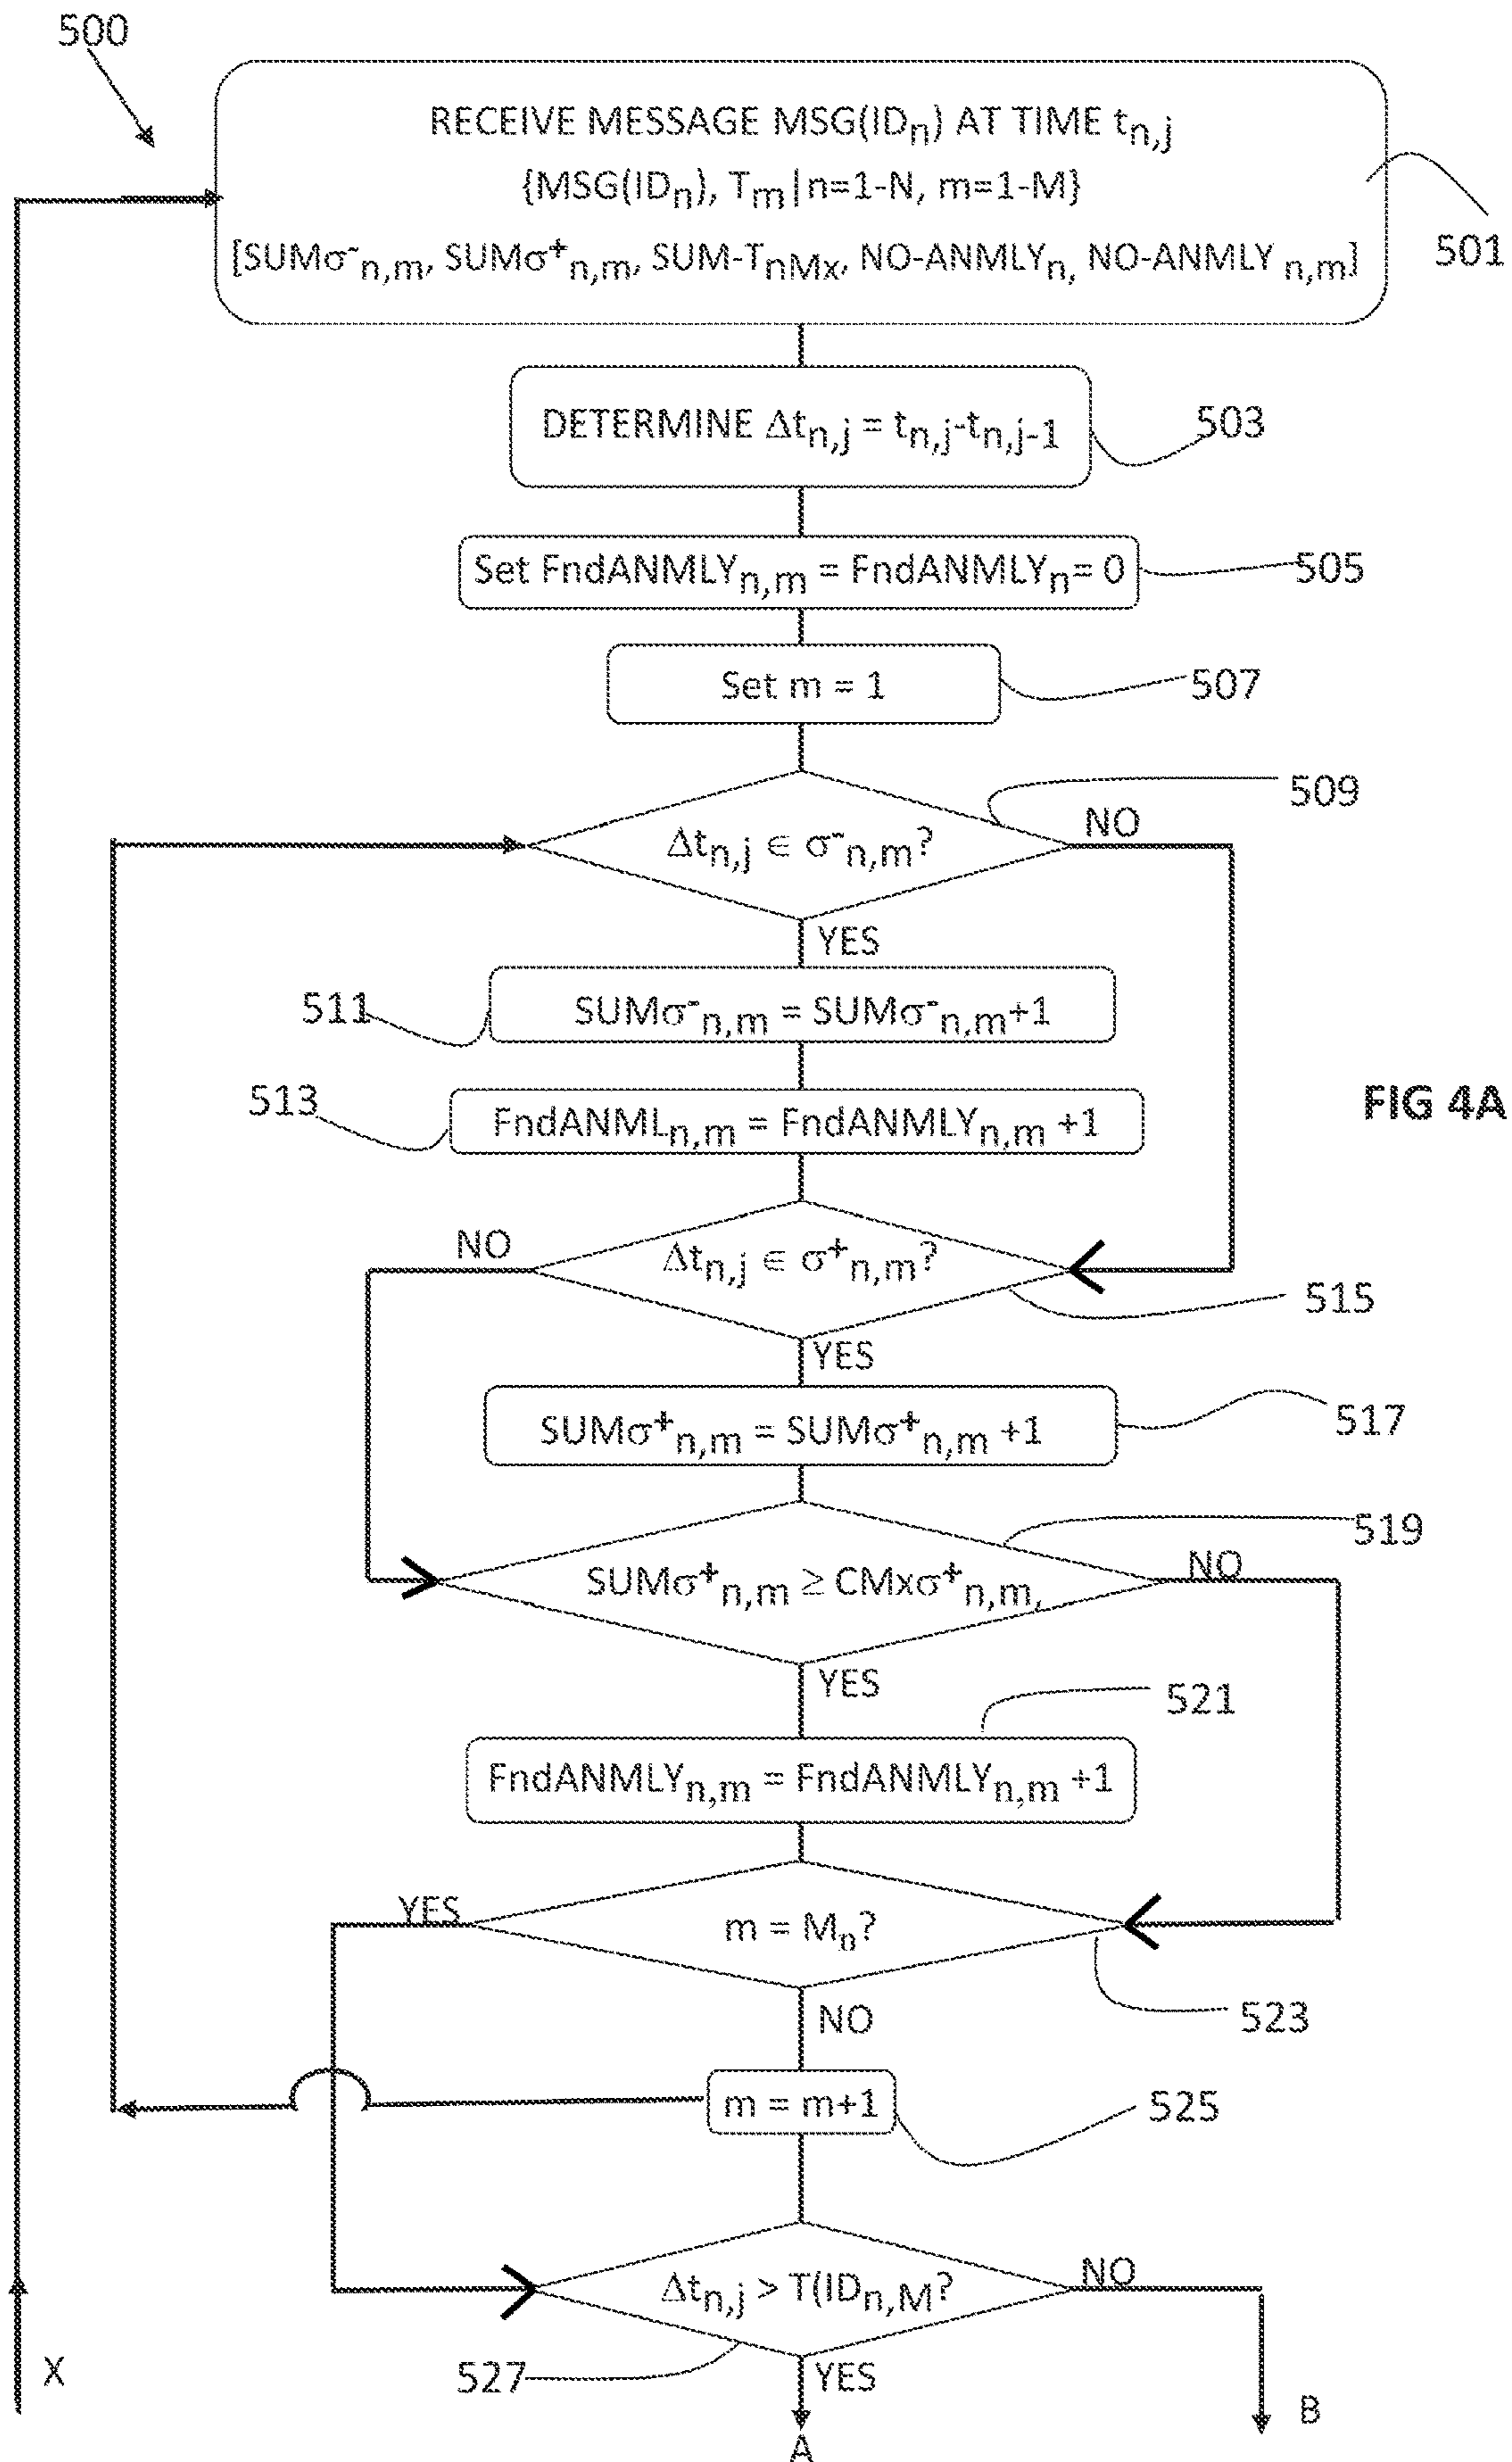 500
RECEIVE MESSAGE MSG(IDn) AT TIME tn,j
{MSG(IDn), Tm|n=1-N, m=1-M}
[SUMσ-n,m, SUMσ+n,m, SUM-TnMx, NO-ANMLYn, NO-ANMLY n,m]
501
DETERMINE Δtn,j = tn,j-tn,j-1
503
Set FndANMLYn,m = FndANMLYn= 0
505
Set m = 1
507
509
Δtn,j ∈ σ-n,m?
NO
YES
511
SUMσ-n,m = SUMσ-n,m+1
513
FndANMLn,m = FndANMLYn,m +1
FIG 4A
NO
Δtn,j ∈ σ+n,m?
515
YES
SUMσ+n,m = SUMσ+n,m +1
517
519
SUMσ+n,m ≥ CMxσ+n,m,
NO
YES
521
FndANMLYn,m = FndANMLYn,m +1
YES
m = Mn?
523
NO
m = m+1
525
Δtn,j > T(IDn,M?
NO
527
YES
X
A
B